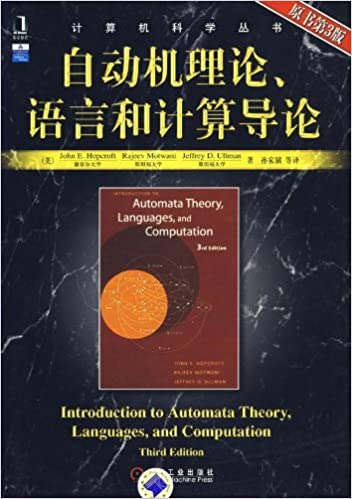 计算机科学丛书
原书第3版
自动机理论、
语言和计算导论
(美) John E. Hopcroft Rajeev Motwani Jeffrey D. Ullman 著 孙家骕 等译
康奈尔大学 斯坦福大学 斯坦福大学
INTRODUCTION TO
Automata Theory,
Languages, and
Computation
3rd Edition
JOHN E. HOPCROFT
RAJEEV MOTWANI
JEFFREY D. ULLMAN
Introduction to Automata Theory,
Languages, and Computation
Third Edition
工业出版社
Machine Press